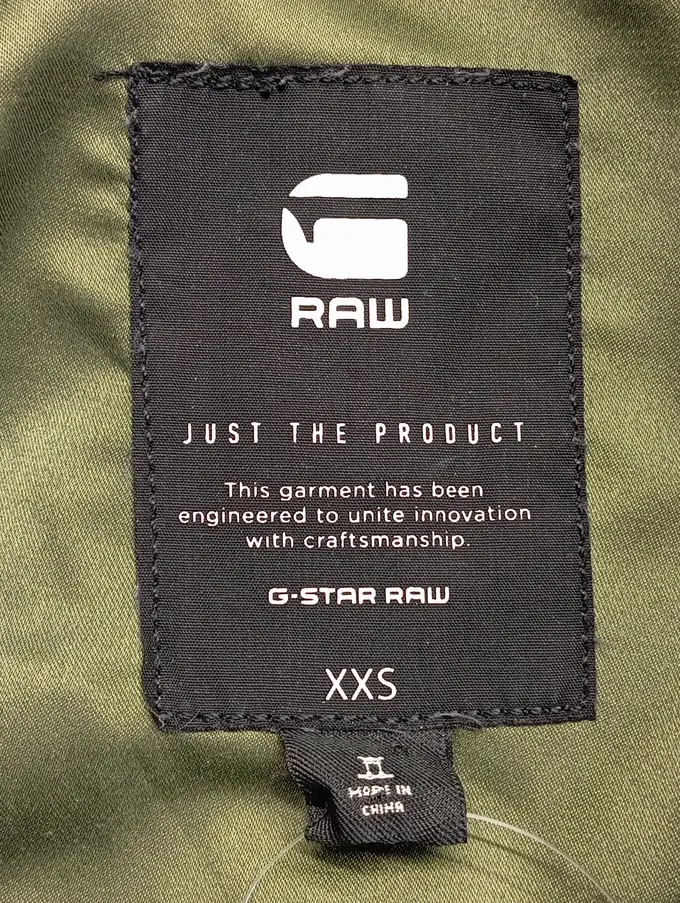 G
RAW
JUST THE PRODUCT
This garment has been
engineered to unite innovation
with craftsmanship.
G-STAR RAW
XXS
II
MADE IN
CHINA